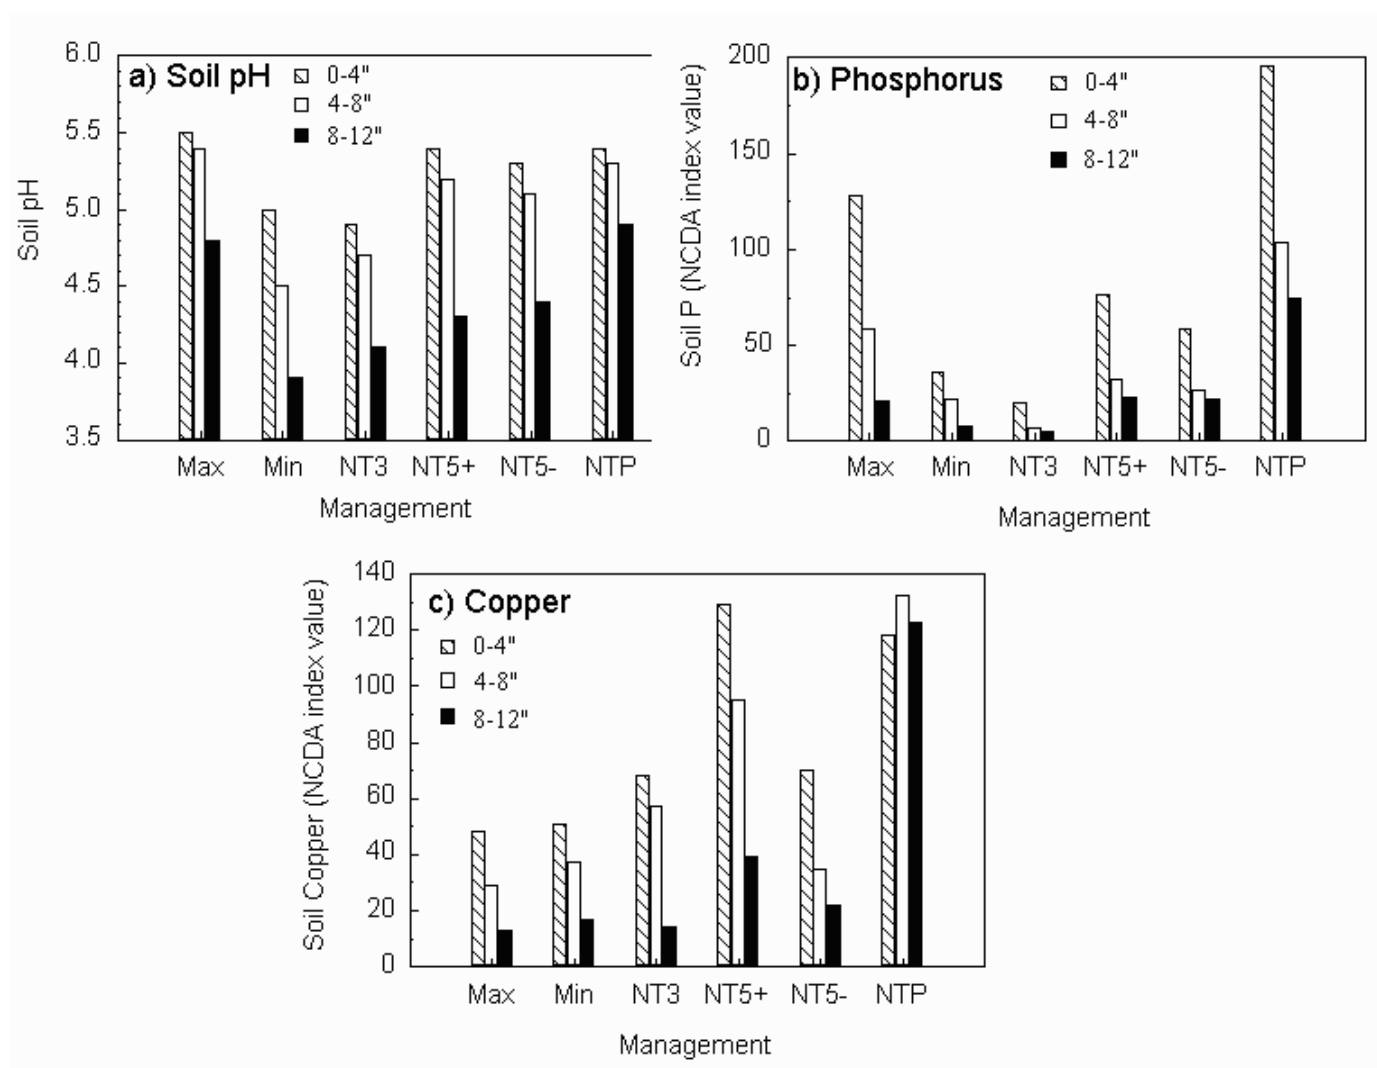 a) Soil pH
0-4"
4-8"
8-12"
6.0
5.5
5.0
4.5
4.0
3.5
Soil pH
Max Min NT3 NT5+ NT5- NTP
Management
b) Phosphorus
0-4"
4-8"
8-12"
200
150
100
50
0
Soil P (NCDA index value)
Max Min NT3 NT5+ NT5- NTP
Management
c) Copper
0-4"
4-8"
8-12"
140
120
100
80
60
40
20
0
Soil Copper (NCDA index value)
Max Min NT3 NT5+ NT5- NTP
Management